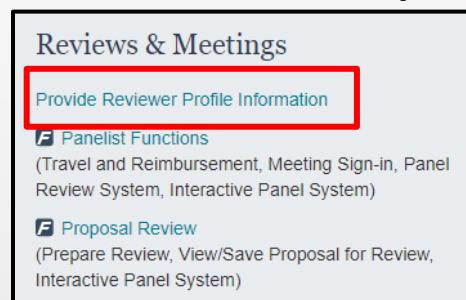 Reviews & Meetings
Provide Reviewer Profile Information
F Panelist Functions
(Travel and Reimbursement, Meeting Sign-in, Panel
Review System, Interactive Panel System)
F Proposal Review
(Prepare Review, View/Save Proposal for Review,
Interactive Panel System)